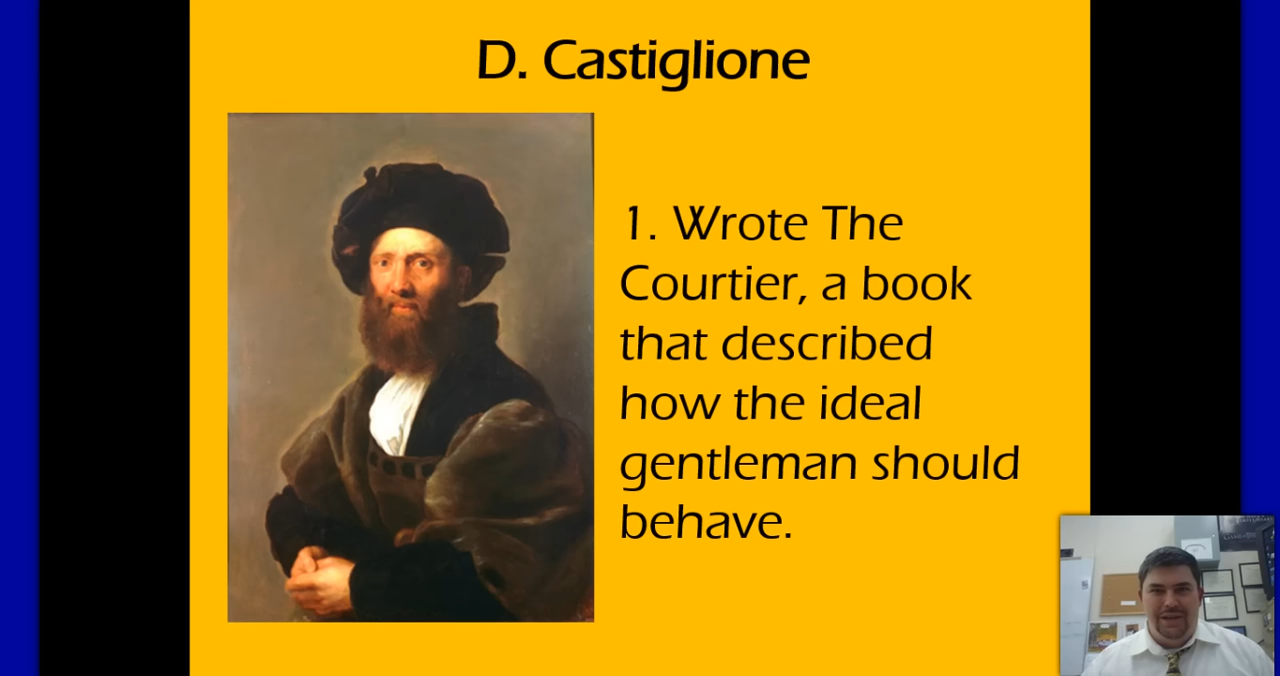 D. Castiglione
1. Wrote The
Courtier, a book
that described
how the ideal
gentleman should
behave.